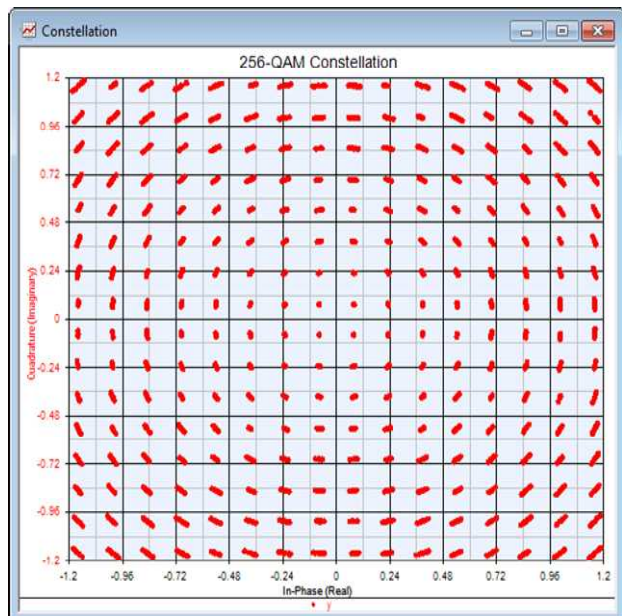 Constellation
256-QAM Constellation
1.2
0.96
0.72
0.48
0.24
0
-0.24
-0.48
-0.72
-0.96
-1.2
Quadrature (Imaginary)
-1.2 -0.96 -0.72 -0.48 -0.24 0 0.24 0.48 0.72 0.96 1.2
In-Phase (Real)
y